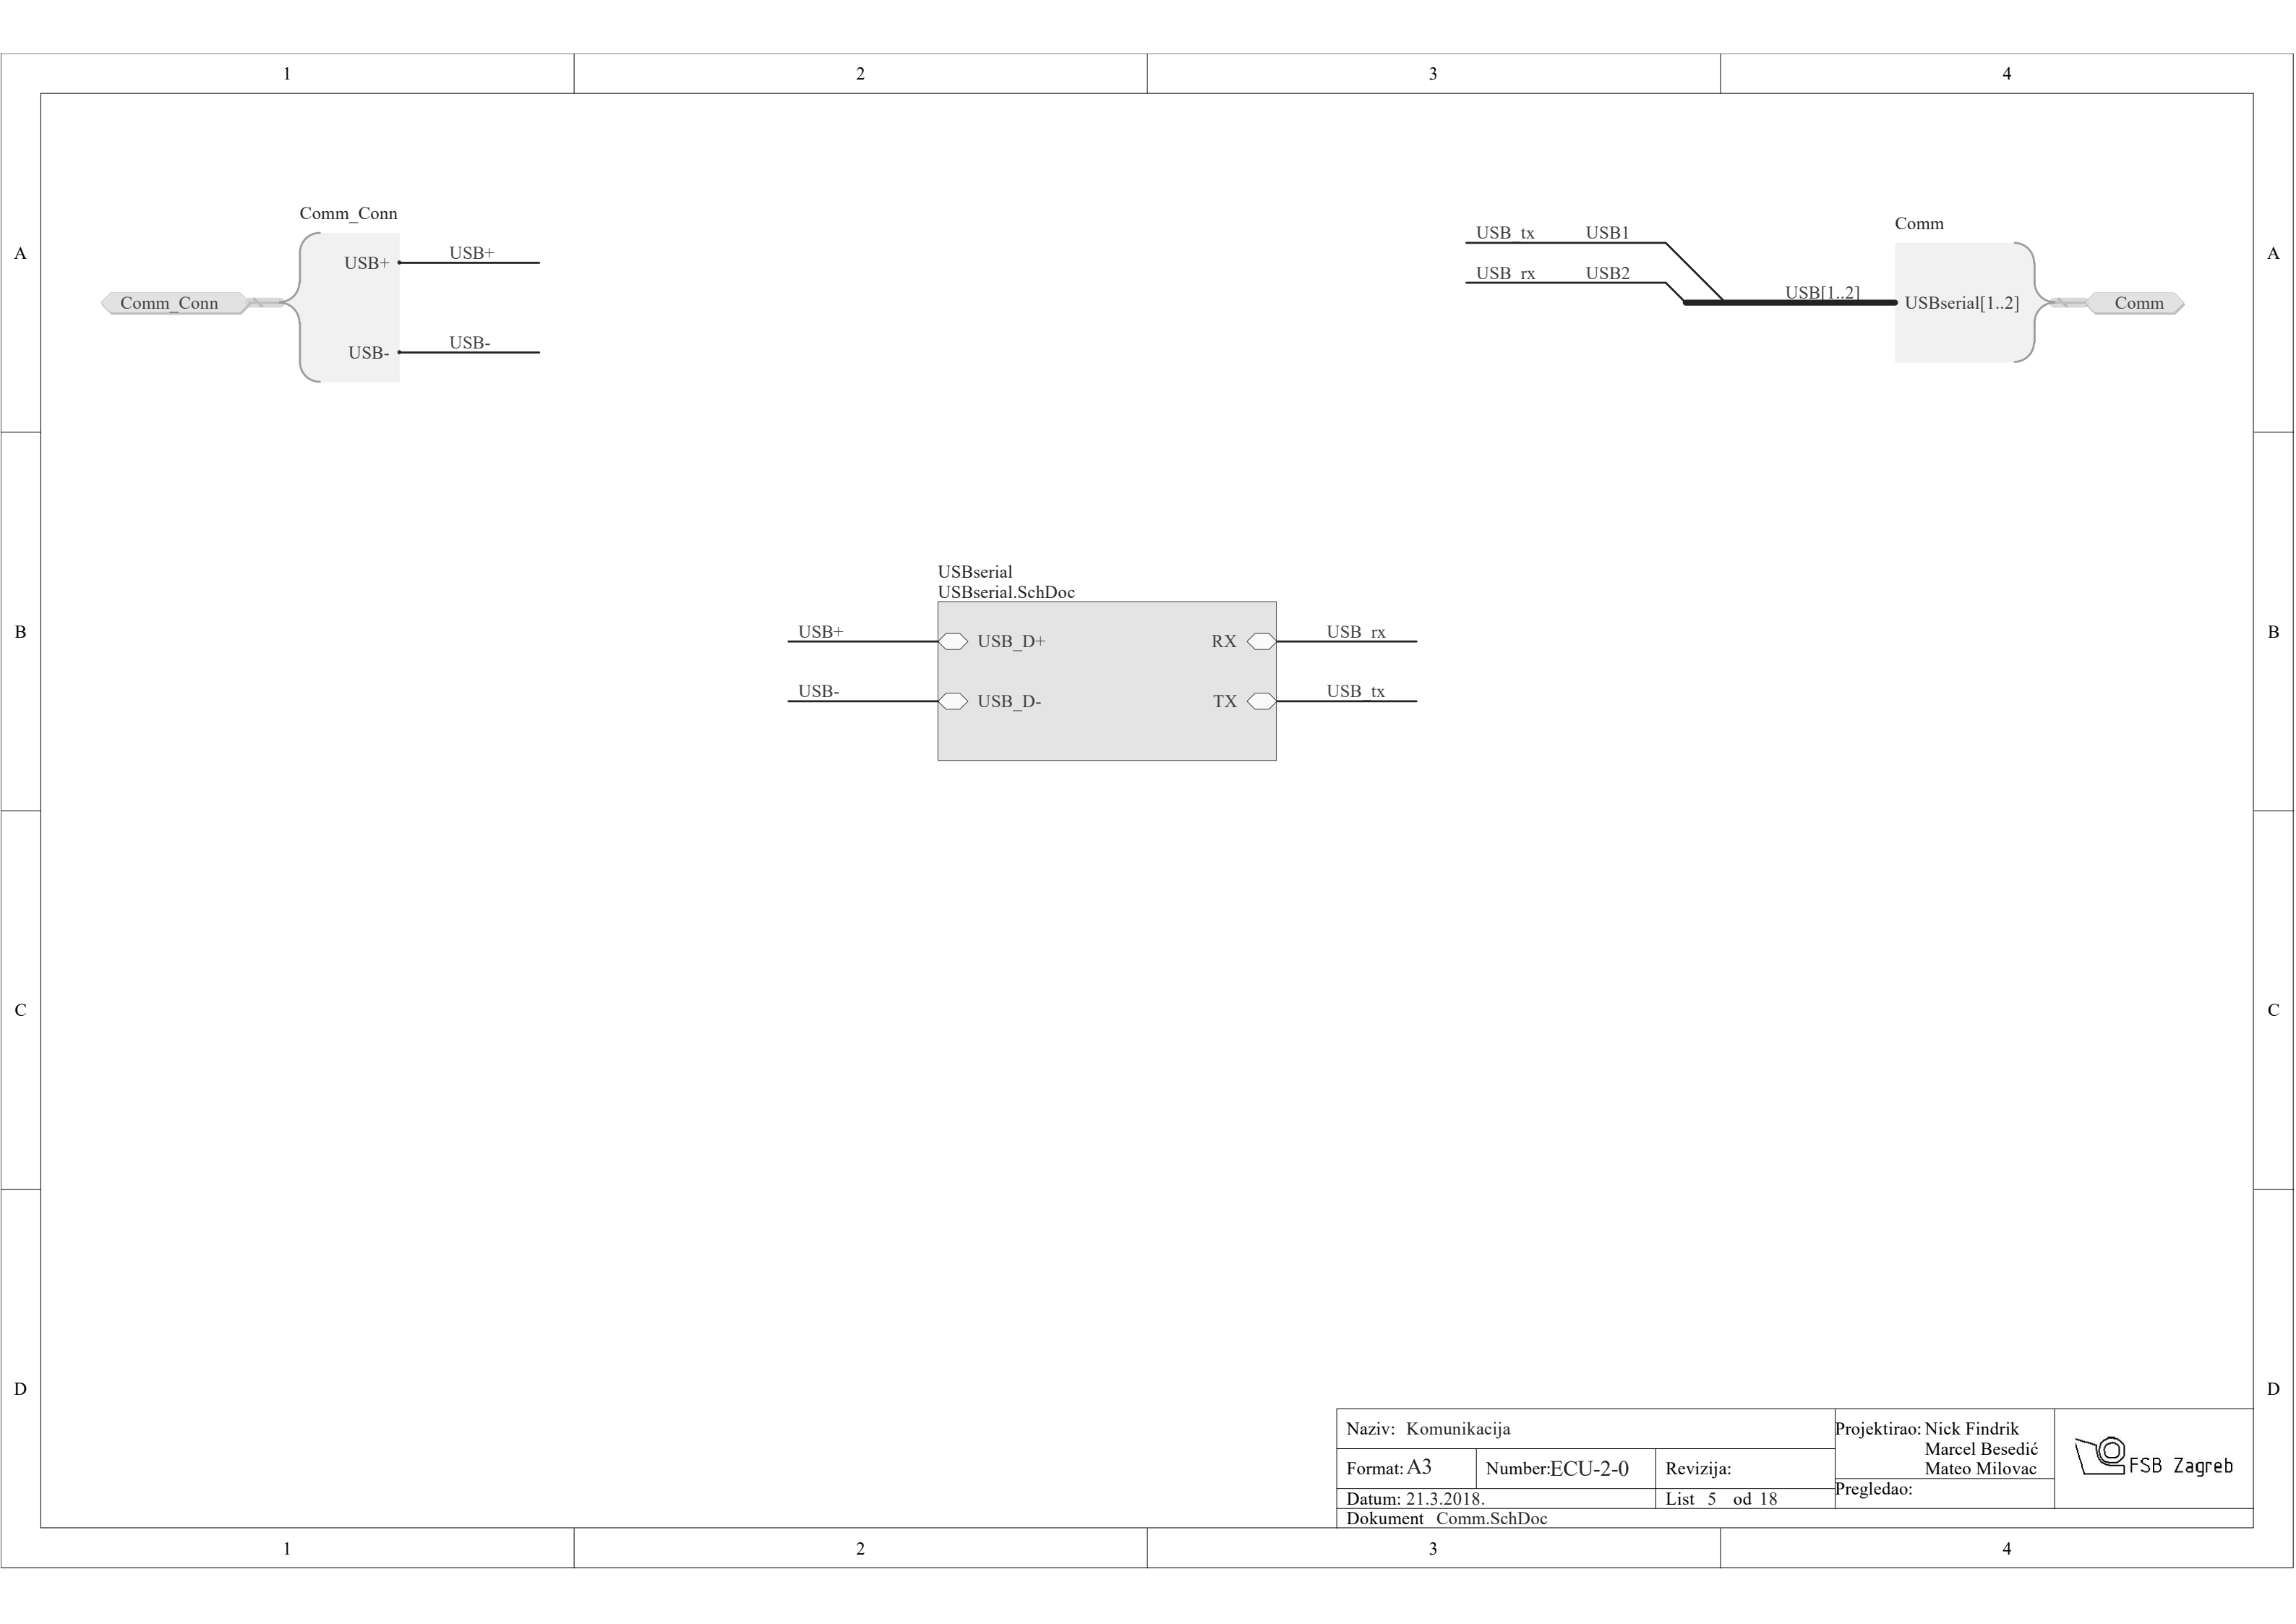 1 2 3 4
A A
Comm_Conn
USB+ USB+
Comm_Conn
USB- USB-
USB_tx USB1
USB_rx USB2
USB[1..2]
Comm
USBserial[1..2]
Comm
B B
USBserial
USBserial.SchDoc
USB+ USB_D+ RX USB_rx
USB- USB_D- TX USB_tx
C C
D D
Naziv: Komunikacija
Format: A3 Number: ECU-2-0 Revizija:
Datum: 21.3.2018. List 5 od 18
Dokument Comm.SchDoc
Projektirao: Nick Findrik
Marcel Besedić
Mateo Milovac
Pregledao:
FSB Zagreb
1 2 3 4